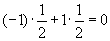 (−1)·1/2 + 1·1/2 = 0